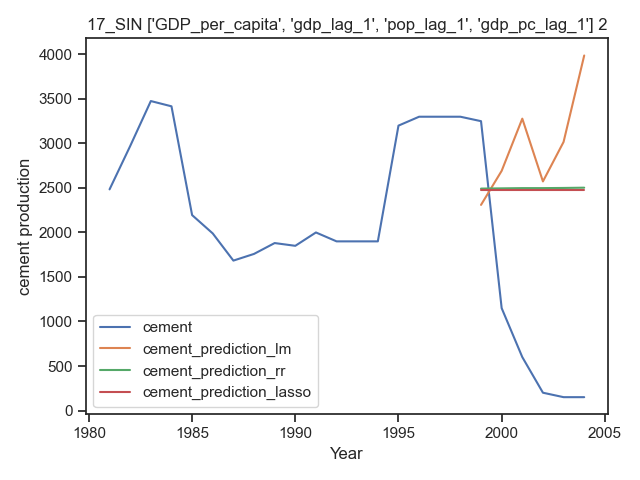 17_SIN ['GDP_per_capita', 'gdp_lag_1', 'pop_lag_1', 'gdp_pc_lag_1'] 2
4000
3500
3000
2500
2000
1500
1000
500
0
cement production
cement
cement_prediction_lm
cement_prediction_rr
cement_prediction_lasso
1980 1985 1990 1995 2000 2005
Year